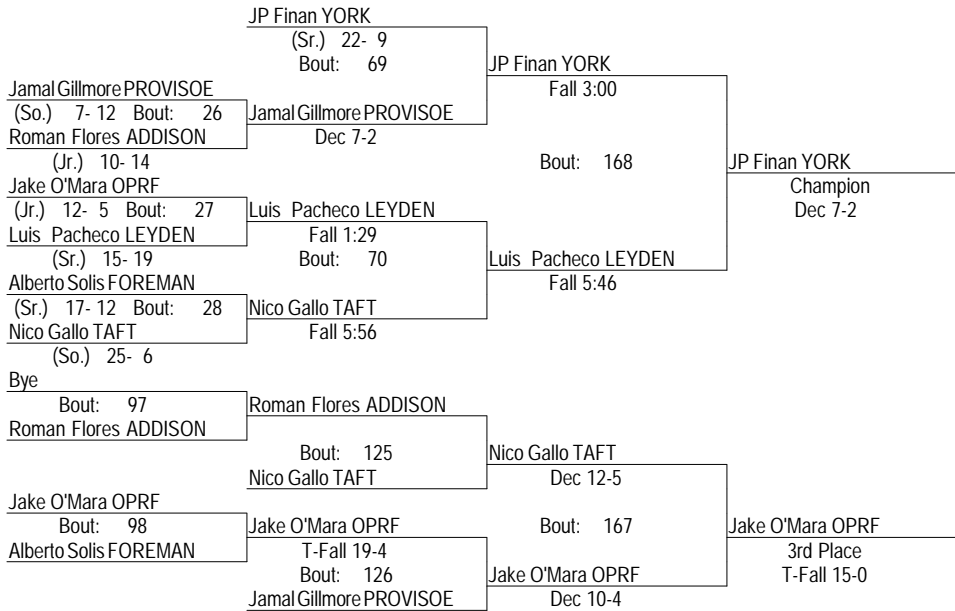 JP Finan YORK
(Sr.) 22- 9
Bout: 69
JP Finan YORK
Fall 3:00
Jamal Gillmore PROVISOE
(So.) 7- 12 Bout: 26
Jamal Gillmore PROVISOE
Dec 7-2
Roman Flores ADDISON
(Jr.) 10- 14
Bout: 168
JP Finan YORK
Champion
Dec 7-2
Jake O'Mara OPRF
(Jr.) 12- 5 Bout: 27
Luis Pacheco LEYDEN
Fall 1:29
Luis Pacheco LEYDEN
(Sr.) 15- 19
Bout: 70
Luis Pacheco LEYDEN
Fall 5:46
Alberto Solis FOREMAN
(Sr.) 17- 12 Bout: 28
Nico Gallo TAFT
Fall 5:56
Nico Gallo TAFT
(So.) 25- 6
Bye
Bout: 97
Roman Flores ADDISON
Roman Flores ADDISON
Bout: 125
Nico Gallo TAFT
Nico Gallo TAFT
Dec 12-5
Jake O'Mara OPRF
Bout: 98
Jake O'Mara OPRF
T-Fall 19-4
Alberto Solis FOREMAN
Bout: 167
Jake O'Mara OPRF
3rd Place
T-Fall 15-0
Bout: 126
Jake O'Mara OPRF
Dec 10-4
Jamal Gillmore PROVISOE